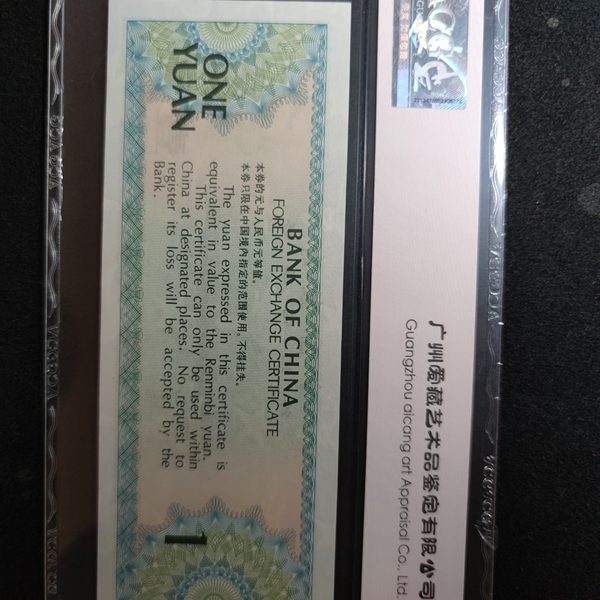 ONE
YUAN
BANK OF CHINA
FOREIGN EXCHANGE CERTIFICATE
本券的元与人民币元等值。
本券只限在中国境内指定的范围使用,不得挂失。
The yuan expressed in this certificate is
equivalent in value to the Renminbi yuan.
This certificate can only be used within
China at designated places. No request to
register its loss will be accepted by the
Bank.
1
广州爱藏艺术品鉴定有限公司
Guangzhou aicang art Appraisal Co., Ltd.